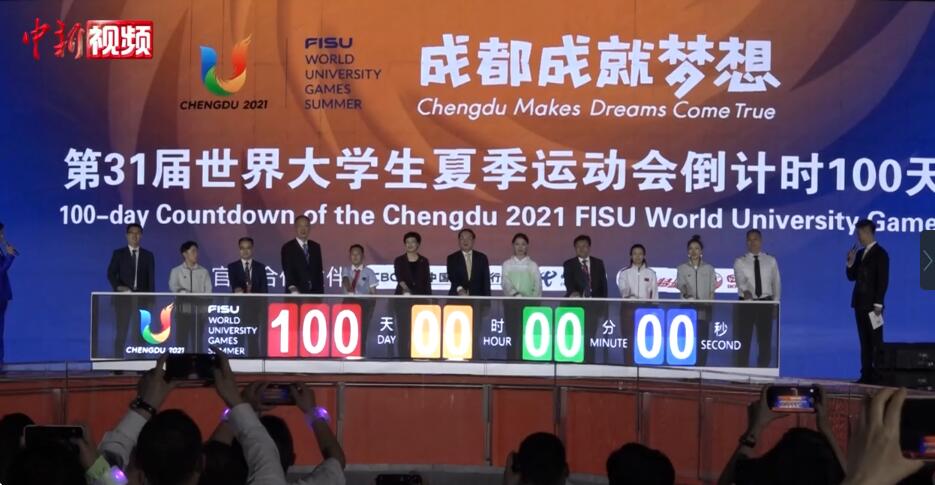 中新视频
CHENGDU 2021
FISU
WORLD
UNIVERSITY
GAMES
SUMMER
成都成就梦想
Chengdu Makes Dreams Come True
第31届世界大学生夏季运动会倒计时100天
100-day Countdown of the Chengdu 2021 FISU World University Game
官 合 伴
CHENGDU 2021
FISU
WORLD
UNIVERSITY
GAMES
SUMMER
100 天 DAY 00 时 HOUR 00 分 MINUTE 00 秒 SECOND